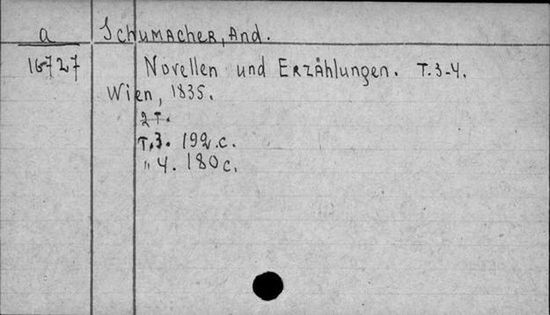 a Schumacher, And.
16727 Novellen und Erzählungen. T.3-4.
Wien, 1835.
2 T.
T.3. 192 c.
" 4. 180 c.